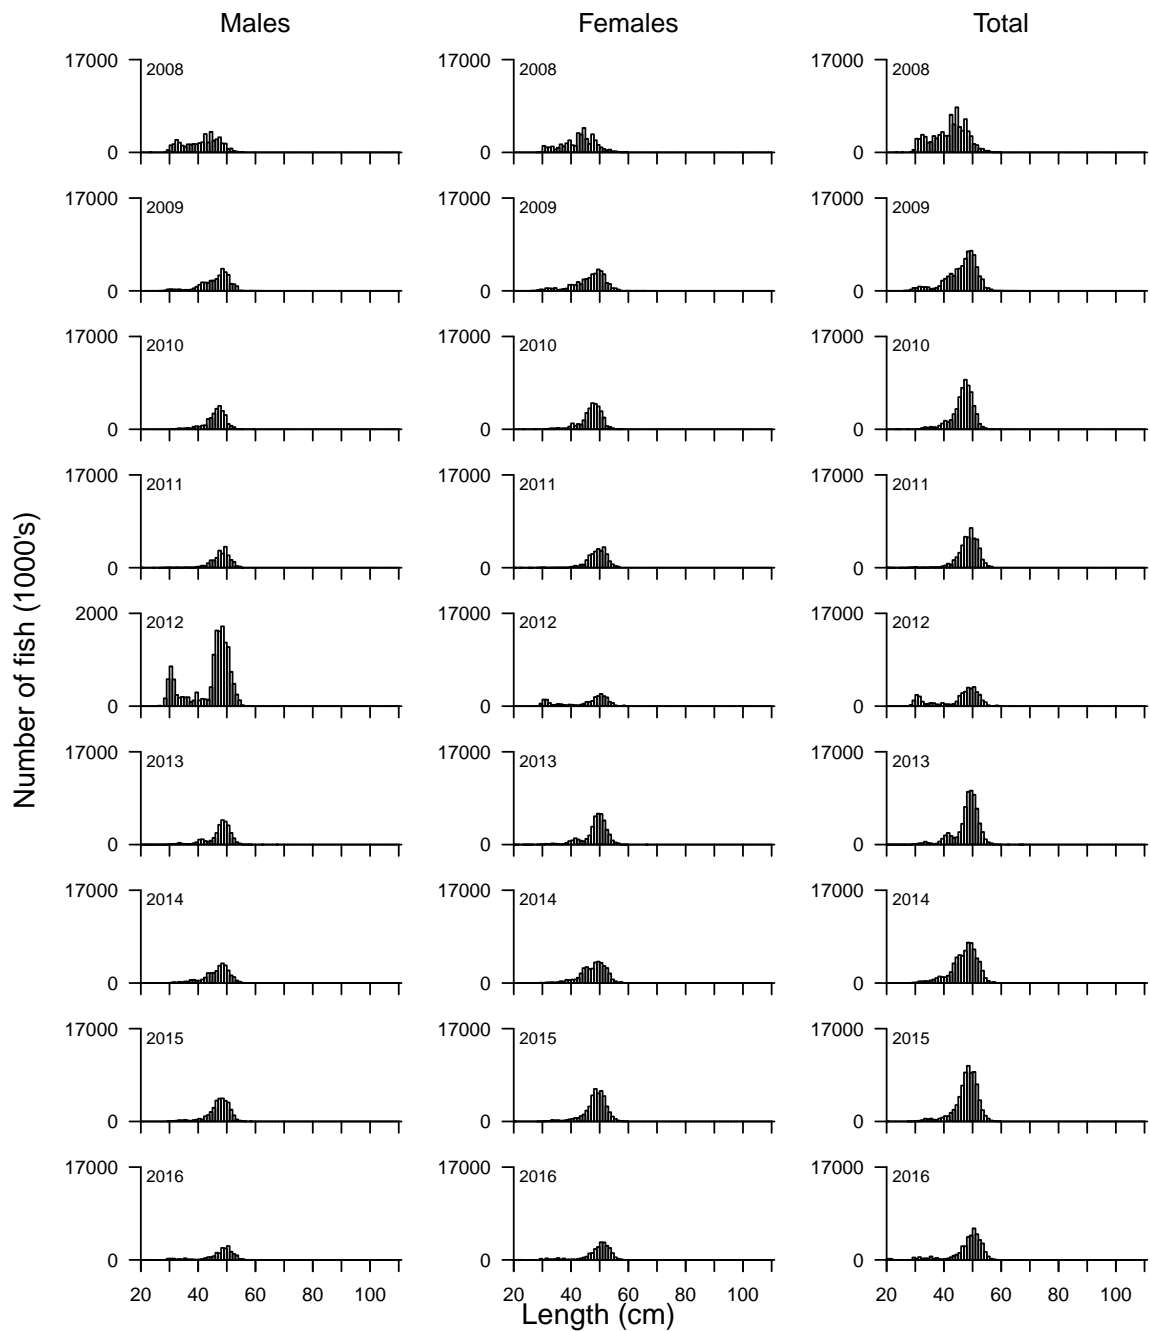 Males Females Total
17000 2008 17000 2008 17000 2008
0 0 0
17000 2009 17000 2009 17000 2009
0 0 0
17000 2010 17000 2010 17000 2010
0 0 0
17000 2011 17000 2011 17000 2011
0 0 0
2000 2012 17000 2012 17000 2012
1000
0 0 0
17000 2013 17000 2013 17000 2013
0 0 0
17000 2014 17000 2014 17000 2014
0 0 0
17000 2015 17000 2015 17000 2015
0 0 0
17000 2016 17000 2016 17000 2016
0 0 0
20 40 60 80 100 20 40 60 80 100 20 40 60 80 100
Length (cm)
Number of fish (1000's)